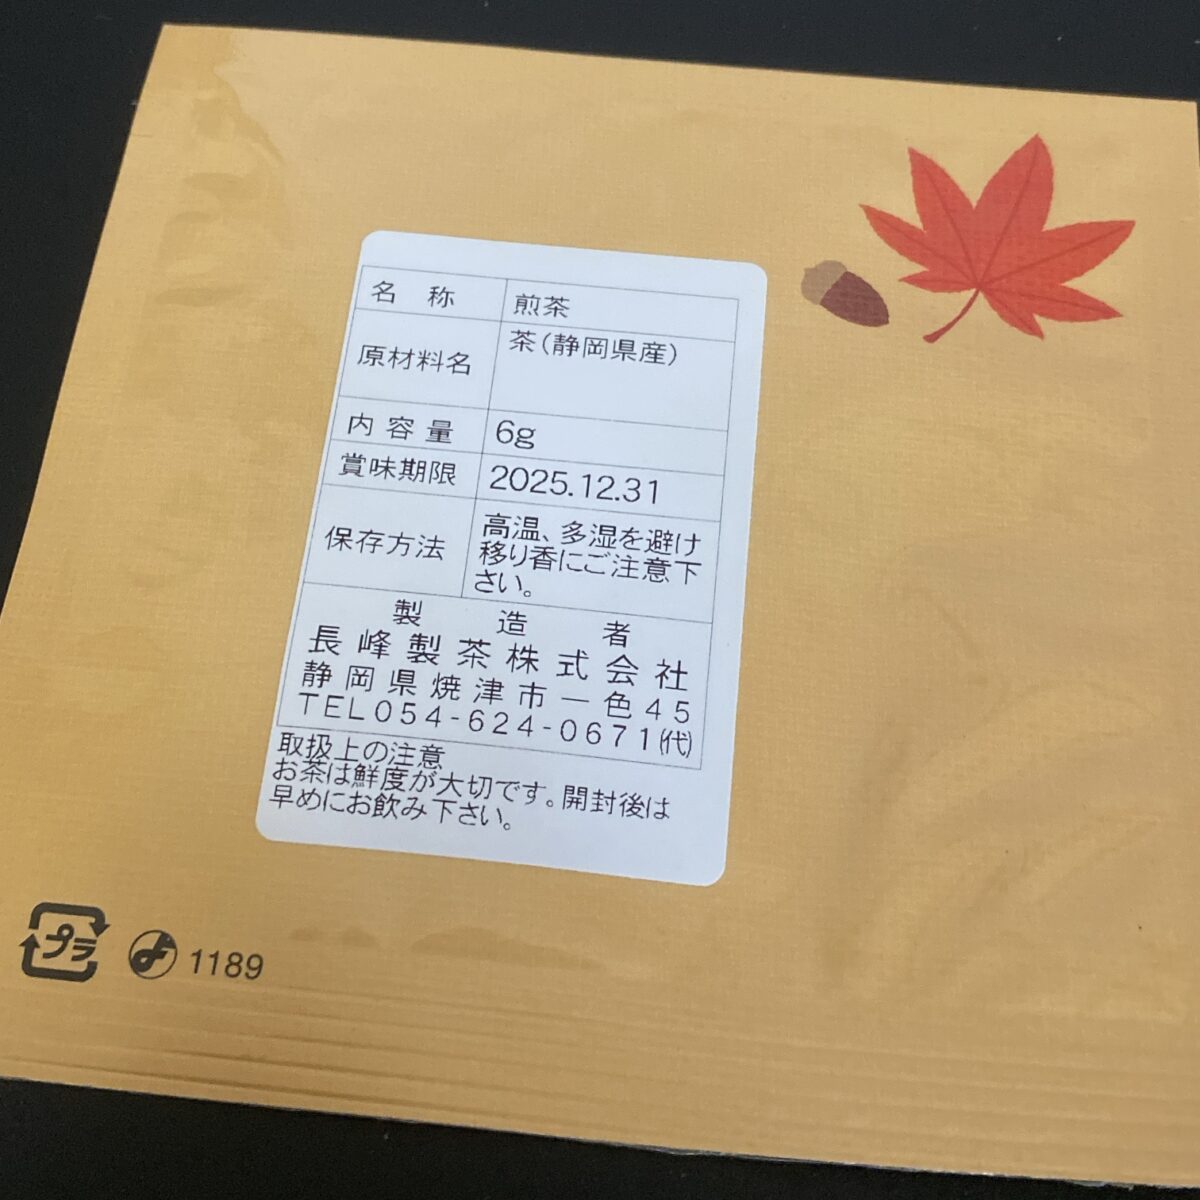 名 称 煎茶
原材料名 茶(静岡県産)
内容量 6g
賞味期限 2025.12.31
保存方法 高温、多湿を避け
移り香にご注意下
さい。
製造者
長峰製茶株式会社
静岡県焼津市一色45
TEL054-624-0671(代)
取扱上の注意
お茶は鮮度が大切です。開封後は
早めにお飲み下さい。
プラ
1189